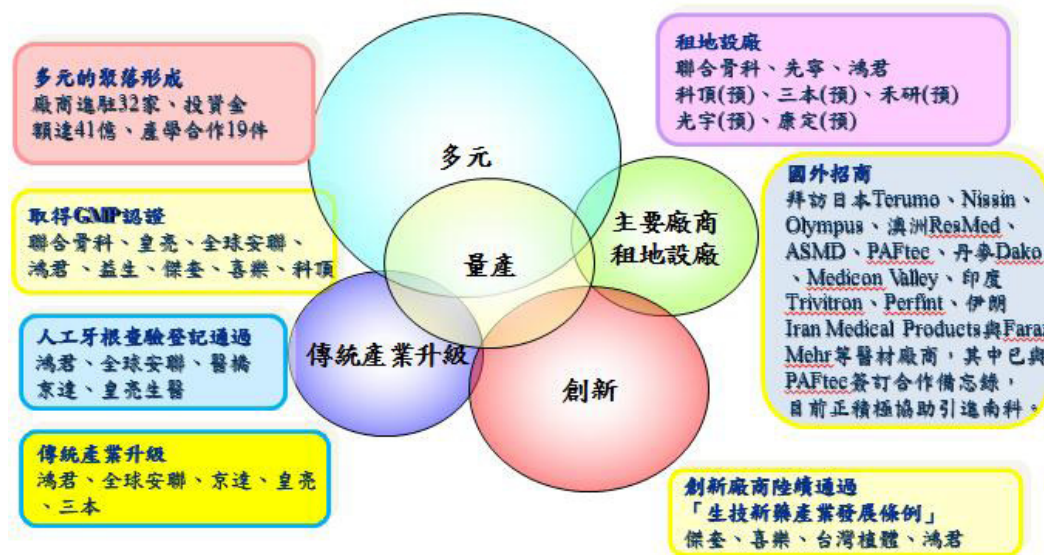 多元的聚落形成
廠商進駐32家、投資金
額達41億、產學合作19件
取得GMP認證
聯合骨科、皇亮、全球安聯、
鴻君、益生、傑奎、喜樂、科頂
人工牙根查驗登記通過
鴻君、全球安聯、醫橋
京達、皇亮生醫
傳統產業升級
鴻君、全球安聯、京達、皇亮
、三本
多元
量產
主要廠商
租地設廠
傳統產業升級
創新
租地設廠
聯合骨科、先寧、鴻君
科頂(預)、三本(預)、禾研(預)
光宇(預)、康定(預)
國外招商
拜訪日本Terumo、Nissin、
Olympus、澳洲ResMed、
ASMD、PAFtec、丹麥Dako
、Medicon Valley、印度
Trivitron、Perfint、伊朗
Iran Medical Products與Faraz
Mehr等醫材廠商，其中已與
PAFtec簽訂合作備忘錄，
目前正積極協助引進南科。
創新廠商陸續通過
「生技新藥產業發展條例」
傑奎、喜樂、台灣植體、鴻君